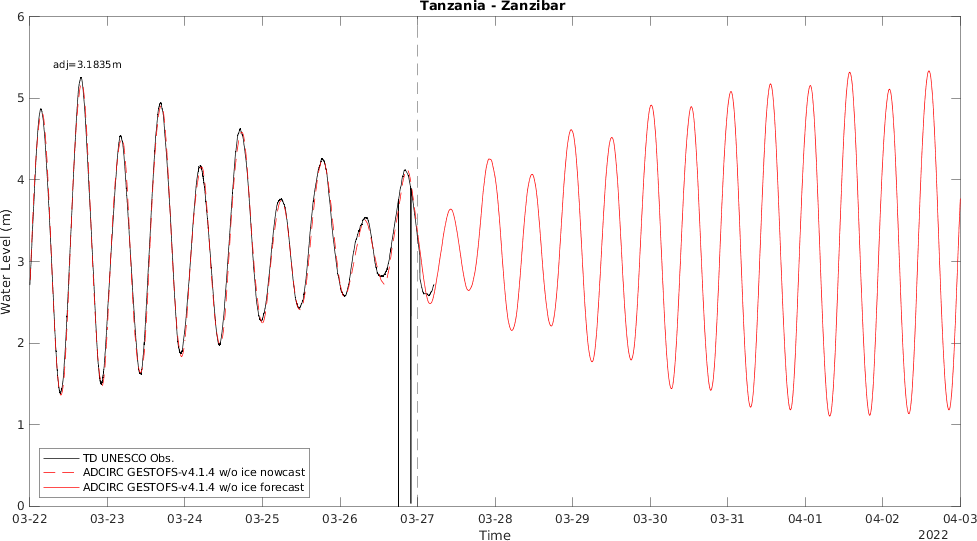 Tanzania - Zanzibar
adj=3.1835m
6
5
4
3
2
1
0
Water Level (m)
TD UNESCO Obs.
ADCIRC GESTOFS-v4.1.4 w/o ice nowcast
ADCIRC GESTOFS-v4.1.4 w/o ice forecast
03-22 03-23 03-24 03-25 03-26 03-27 03-28 03-29 03-30 03-31 04-01 04-02 04-03
Time
2022